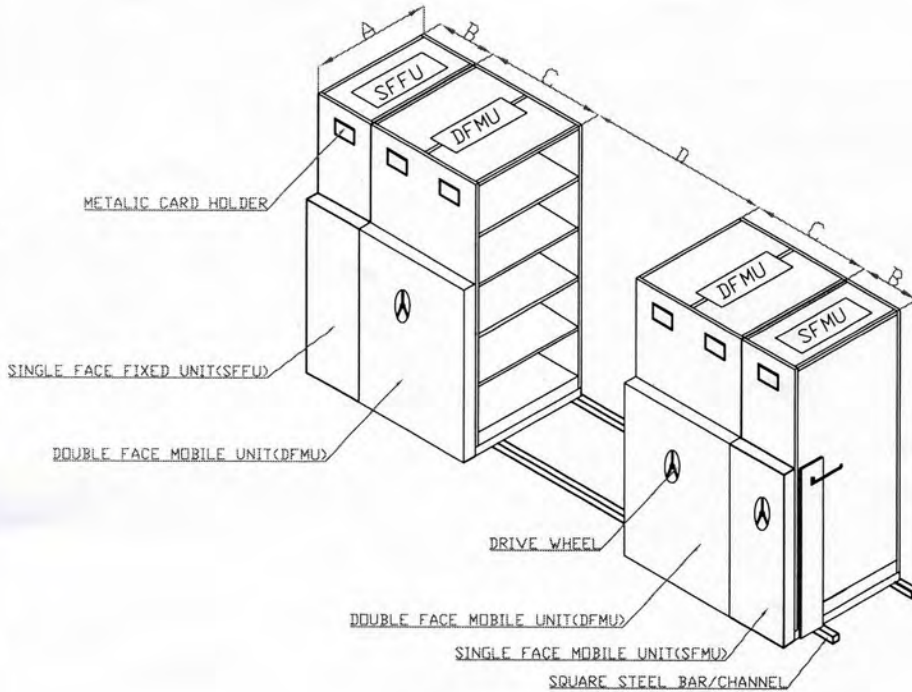 A
B
C
D
C
B
SFFU
DFMU
DFMU
SFMU
METALIC CARD HOLDER
SINGLE FACE FIXED UNIT(SFFU)
DOUBLE FACE MOBILE UNIT(DFMU)
DRIVE WHEEL
DOUBLE FACE MOBILE UNIT(DFMU)
SINGLE FACE MOBILE UNIT(SFMU)
SQUARE STEEL BAR/CHANNEL